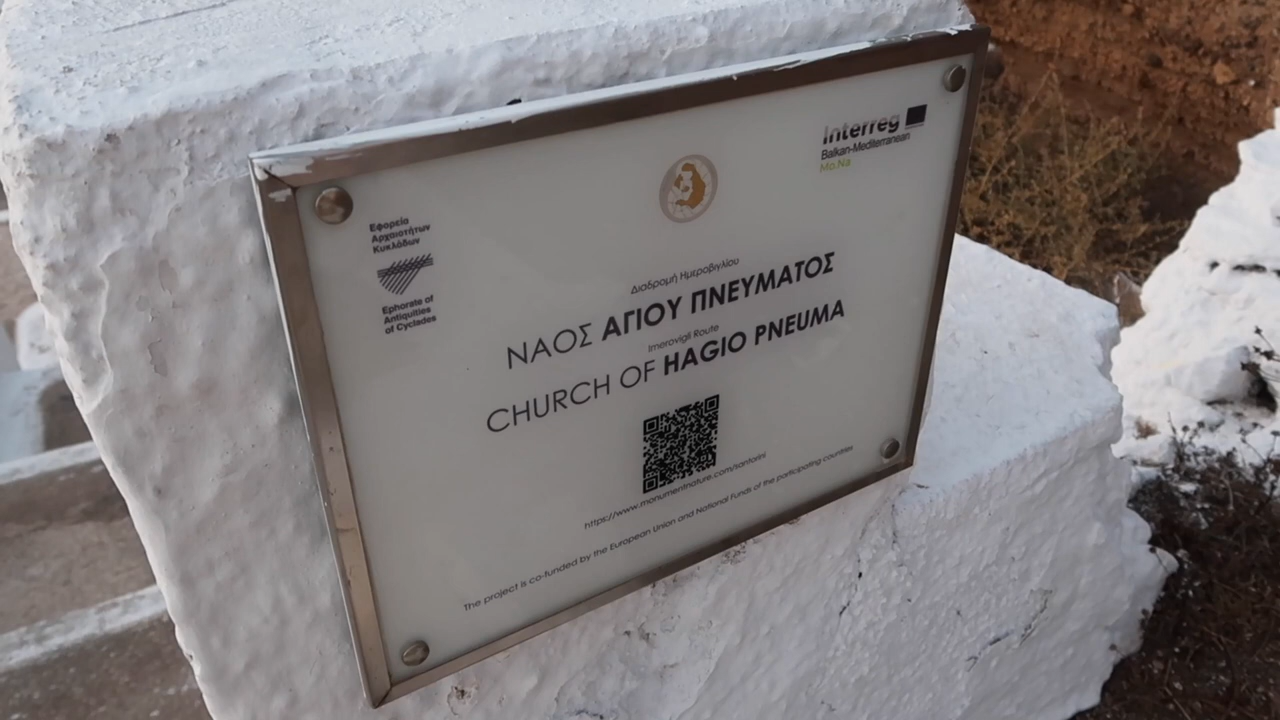 Εφορεία
Αρχαιοτήτων
Κυκλάδων
Ephorate of
Antiquities
of Cyclades
Interreg
Balkan-Mediterranean
Mo.Na
Διαδρομή Ημεροβιγλίου
ΝΑΟΣ ΑΓΙΟΥ ΠΝΕΥΜΑΤΟΣ
Imerovigli Route
CHURCH OF HAGIO PNEUMA
https://www.monumentnature.com/santorini
The project is co-funded by the European Union and National Funds of the participating countries